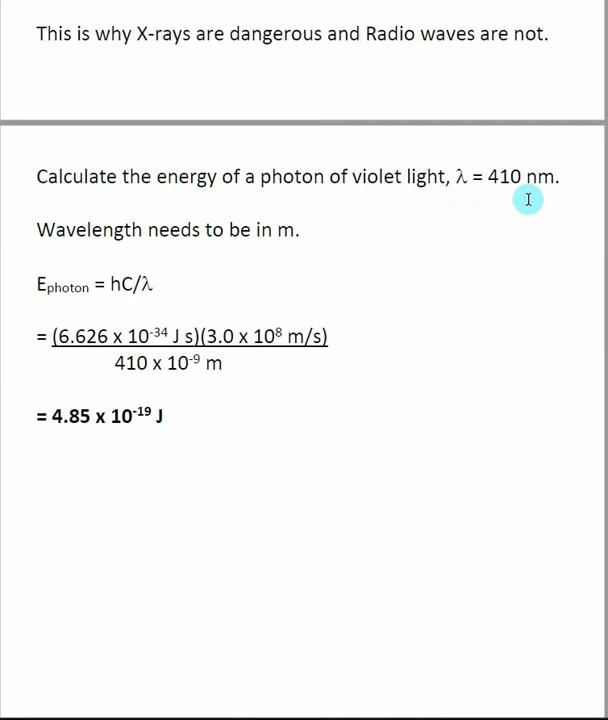 This is why X-rays are dangerous and Radio waves are not.
Calculate the energy of a photon of violet light, λ = 410 nm.
Wavelength needs to be in m.
Ephoton = hC/λ
= (6.626 x 10⁻³⁴ J s)(3.0 x 10⁸ m/s)
410 x 10⁻⁹ m
= 4.85 x 10⁻¹⁹ J